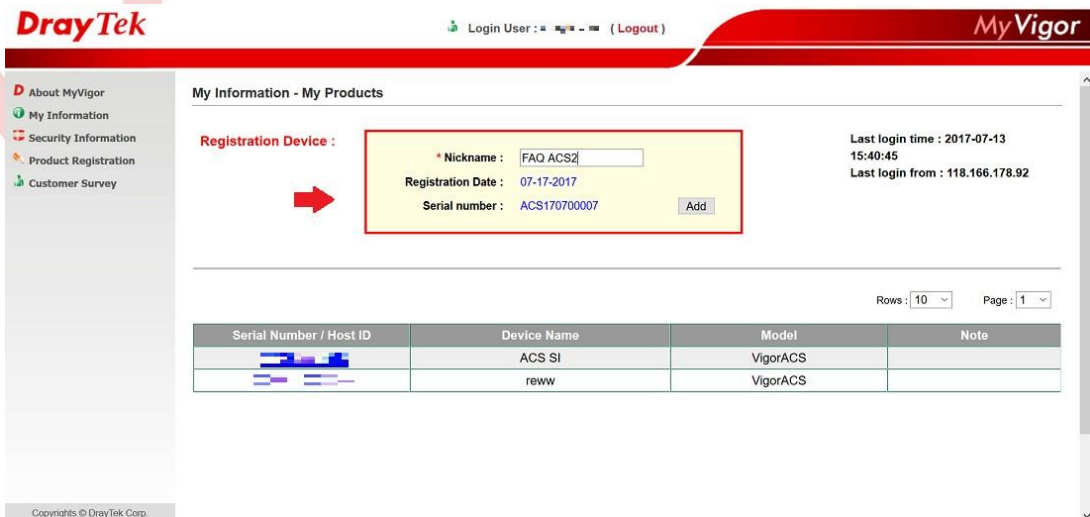 DrayTek
Login User : ( Logout )
MyVigor
About MyVigor
My Information
Security Information
Product Registration
Customer Survey
My Information - My Products
Registration Device :
* Nickname : FAQ ACS2
Registration Date : 07-17-2017
Serial number : ACS170700007 Add
Last login time : 2017-07-13
15:40:45
Last login from : 118.166.178.92
Rows : 10 Page : 1
Serial Number / Host ID Device Name Model Note
ACS SI VigorACS
reww VigorACS
Copyrights © DrayTek Corp.